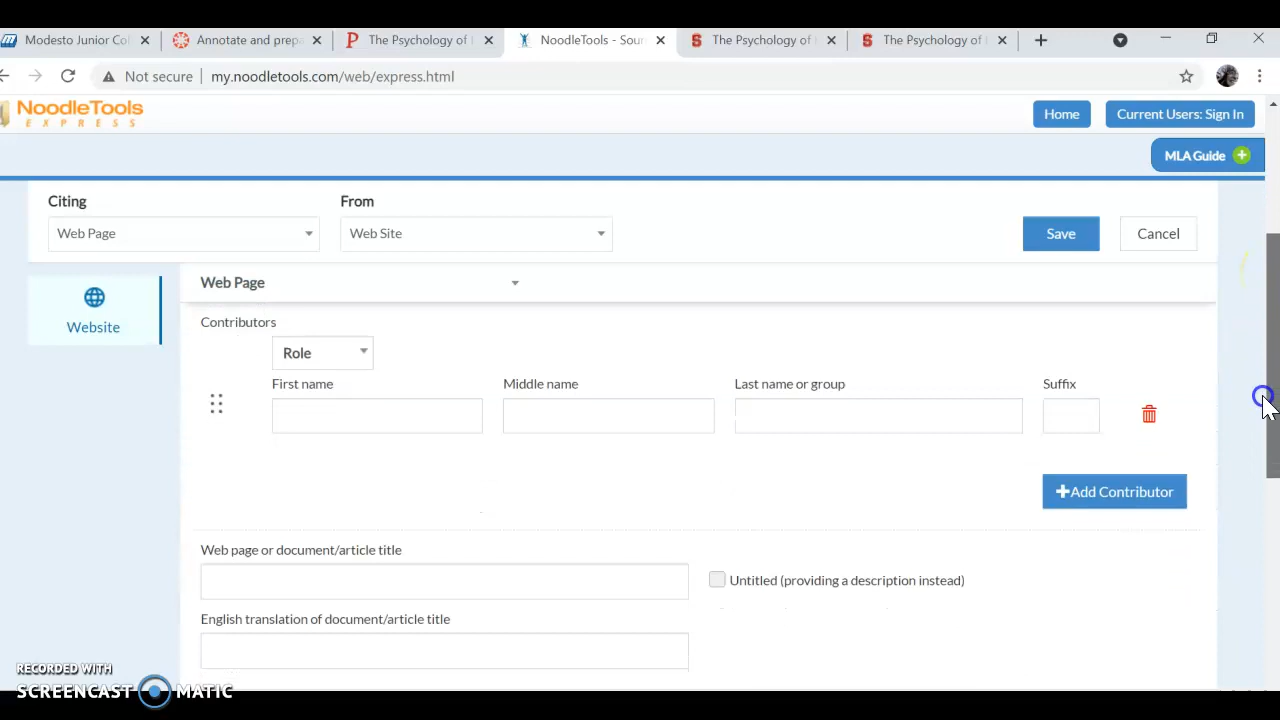 Modesto Junior Col
Annotate and prepa
The Psychology of
NoodleTools - Sour
The Psychology of
The Psychology of
Not secure my.noodletools.com/web/express.html
NoodleTools
EXPRESS
Home
Current Users: Sign In
MLA Guide
Citing
From
Web Page
Web Site
Save
Cancel
Web Page
Website
Contributors
Role
First name
Middle name
Last name or group
Suffix
Add Contributor
Web page or document/article title
Untitled (providing a description instead)
English translation of document/article title
RECORDED WITH
SCREENCAST MATIC